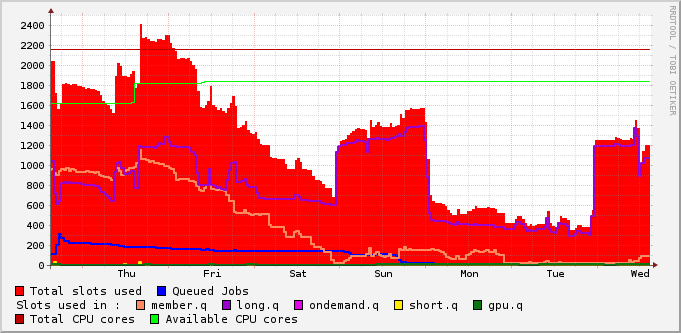 RRDTOOL / TOBI OETIKER
2400
2200
2000
1800
1600
1400
1200
1000
800
600
400
200
0
Thu Fri Sat Sun Mon Tue Wed
Total slots used Queued Jobs
Slots used in : member.q long.q ondemand.q short.q gpu.q
Total CPU cores Available CPU cores